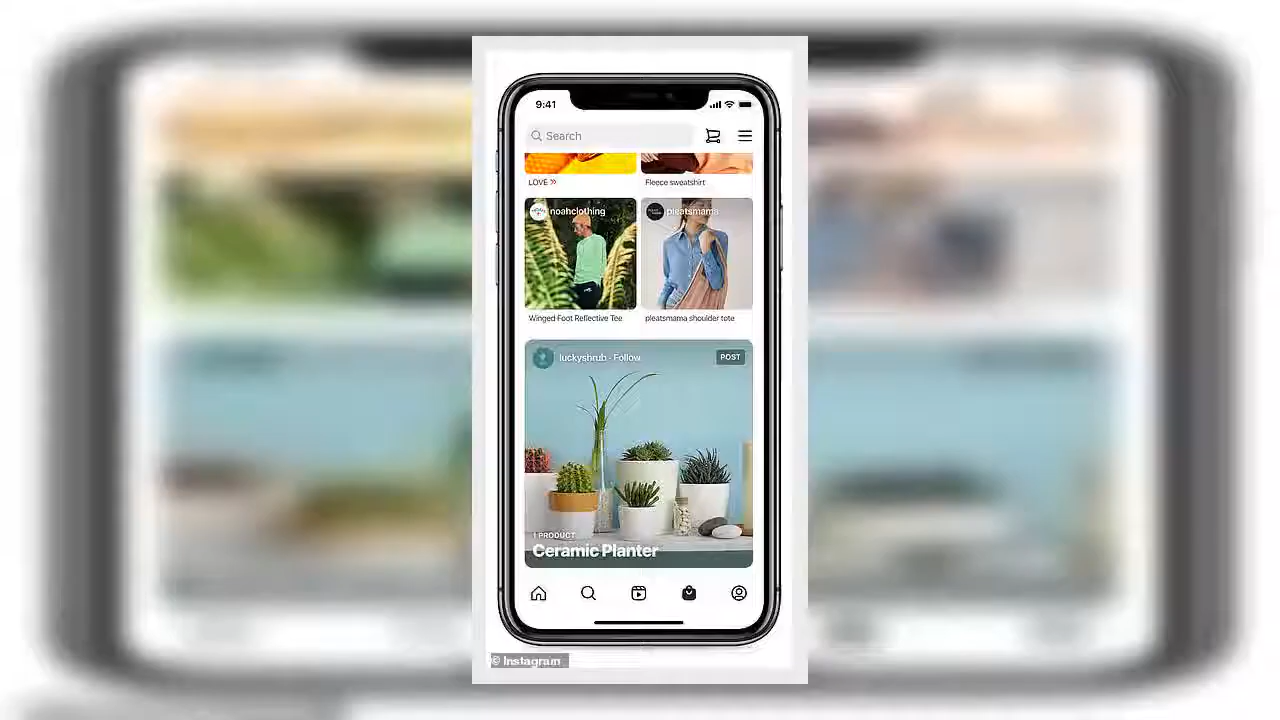 9:41
Search
LOVE
Fleece sweatshirt
noahclothing
pleatsmama
Winged Foot Reflective Tee
pleatsmama shoulder tote
luckyshrub · Follow
POST
1 PRODUCT
Ceramic Planter
© Instagram